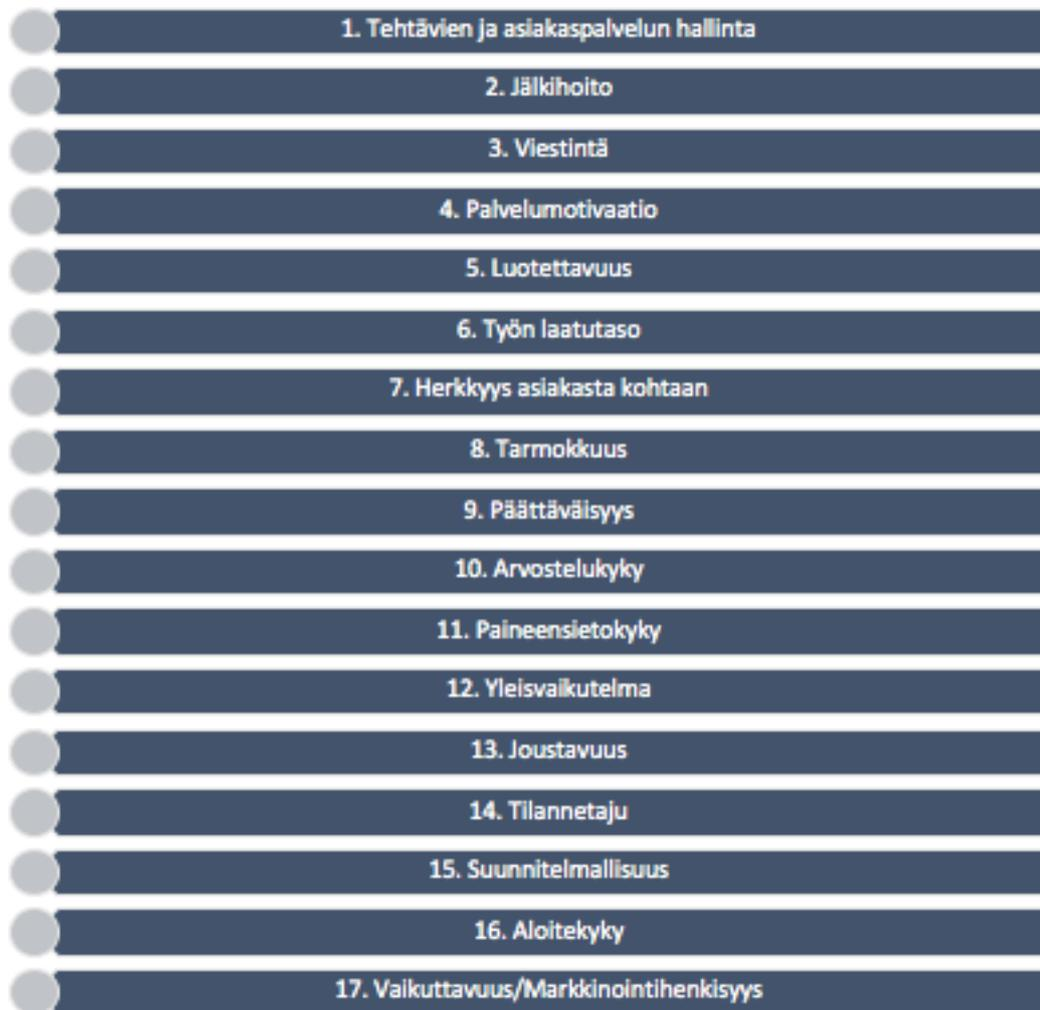 1. Tehtävien ja asiakaspalvelun hallinta
2. Jälkihoito
3. Viestintä
4. Palvelumotivaatio
5. Luotettavuus
6. Työn laatutaso
7. Herkkyys asiakasta kohtaan
8. Tarmokkuus
9. Päättäväisyys
10. Arvostelukyky
11. Paineensietokyky
12. Yleisvaikutelma
13. Joustavuus
14. Tilannetaju
15. Suunnitelmallisuus
16. Aloitekyky
17. Vaikuttavuus/Markkinointihenkisyys